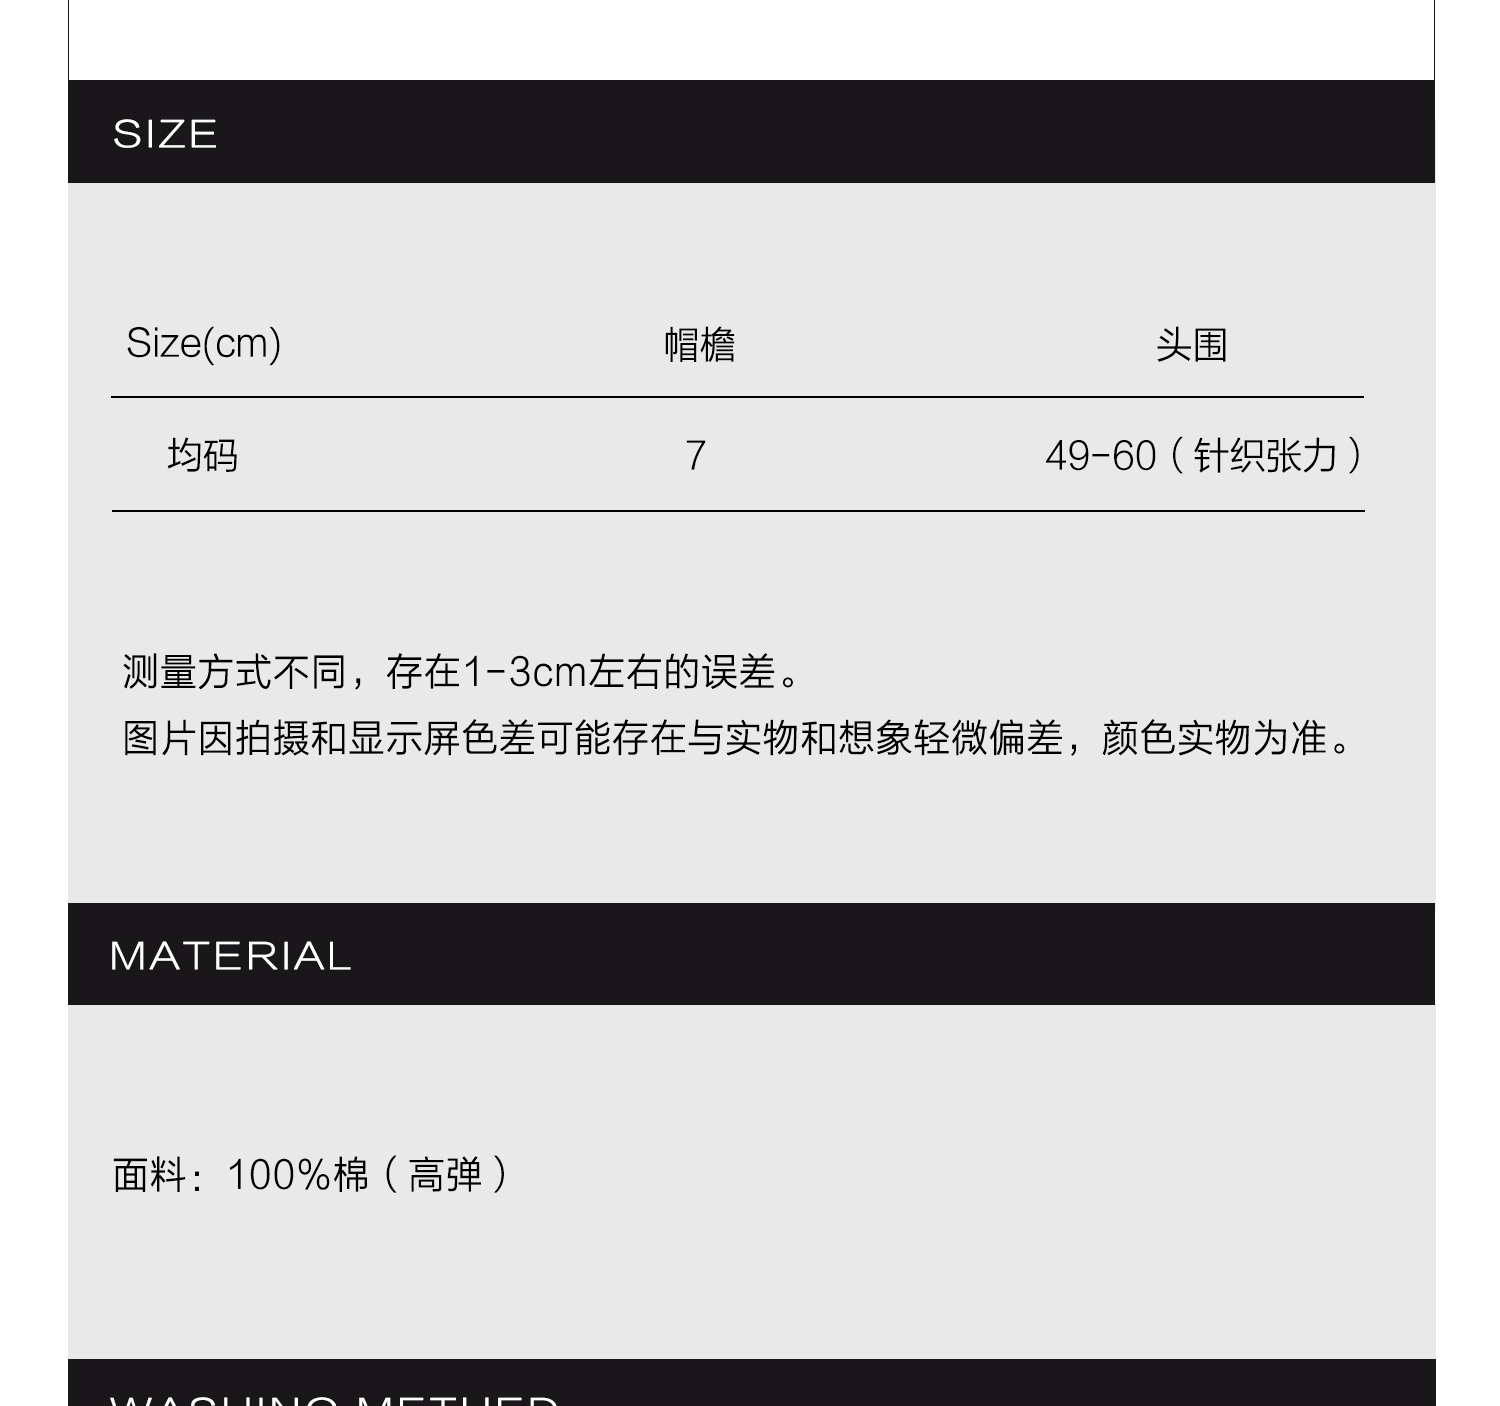 SIZE
Size(cm) 帽檐 头围
均码 7 49-60（针织张力）
测量方式不同，存在1-3cm左右的误差。
图片因拍摄和显示屏色差可能存在与实物和想象轻微偏差，颜色实物为准。
MATERIAL
面料：100%棉（高弹）
WASHING METHED